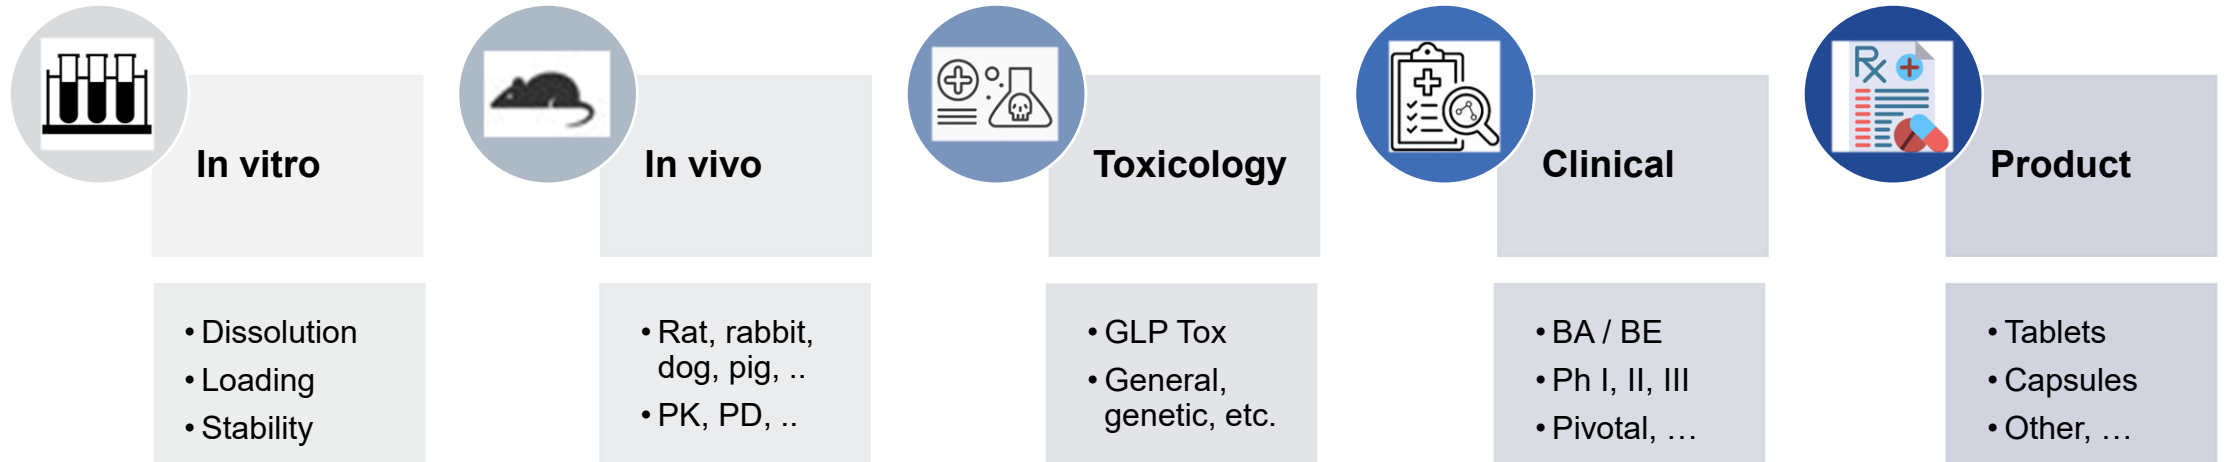 In vitro
• Dissolution
• Loading
• Stability
In vivo
• Rat, rabbit,
dog, pig, ..
• PK, PD, ..
Toxicology
• GLP Tox
• General,
genetic, etc.
Clinical
• BA / BE
• Ph I, II, III
• Pivotal, …
Rx
Product
• Tablets
• Capsules
• Other, …